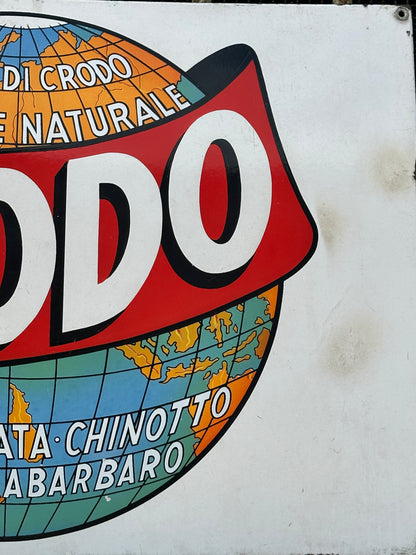 DI CRODO
E NATURALE
ODO
ATA · CHINOTTO
ABARBARO